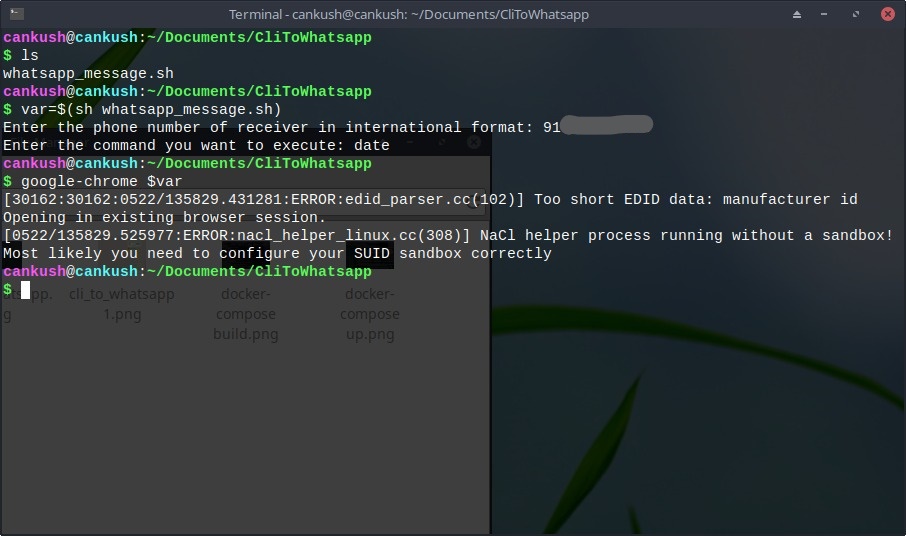 Terminal - cankush@cankush: ~/Documents/CliToWhatsapp
cankush@cankush:~/Documents/CliToWhatsapp
$ ls
whatsapp_message.sh
cankush@cankush:~/Documents/CliToWhatsapp
$ var=$(sh whatsapp_message.sh)
Enter the phone number of receiver in international format: 91
Enter the command you want to execute: date
cankush@cankush:~/Documents/CliToWhatsapp
$ google-chrome $var
[30162:30162:0522/135829.431281:ERROR:edid_parser.cc(102)] Too short EDID data: manufacturer id
Opening in existing browser session.
[0522/135829.525977:ERROR:nacl_helper_linux.cc(308)] NaCl helper process running without a sandbox!
Most likely you need to configure your SUID sandbox correctly
cankush@cankush:~/Documents/CliToWhatsapp
$
cli_to_whatsapp
1.png
docker-
compose
build.png
docker-
compose
up.png